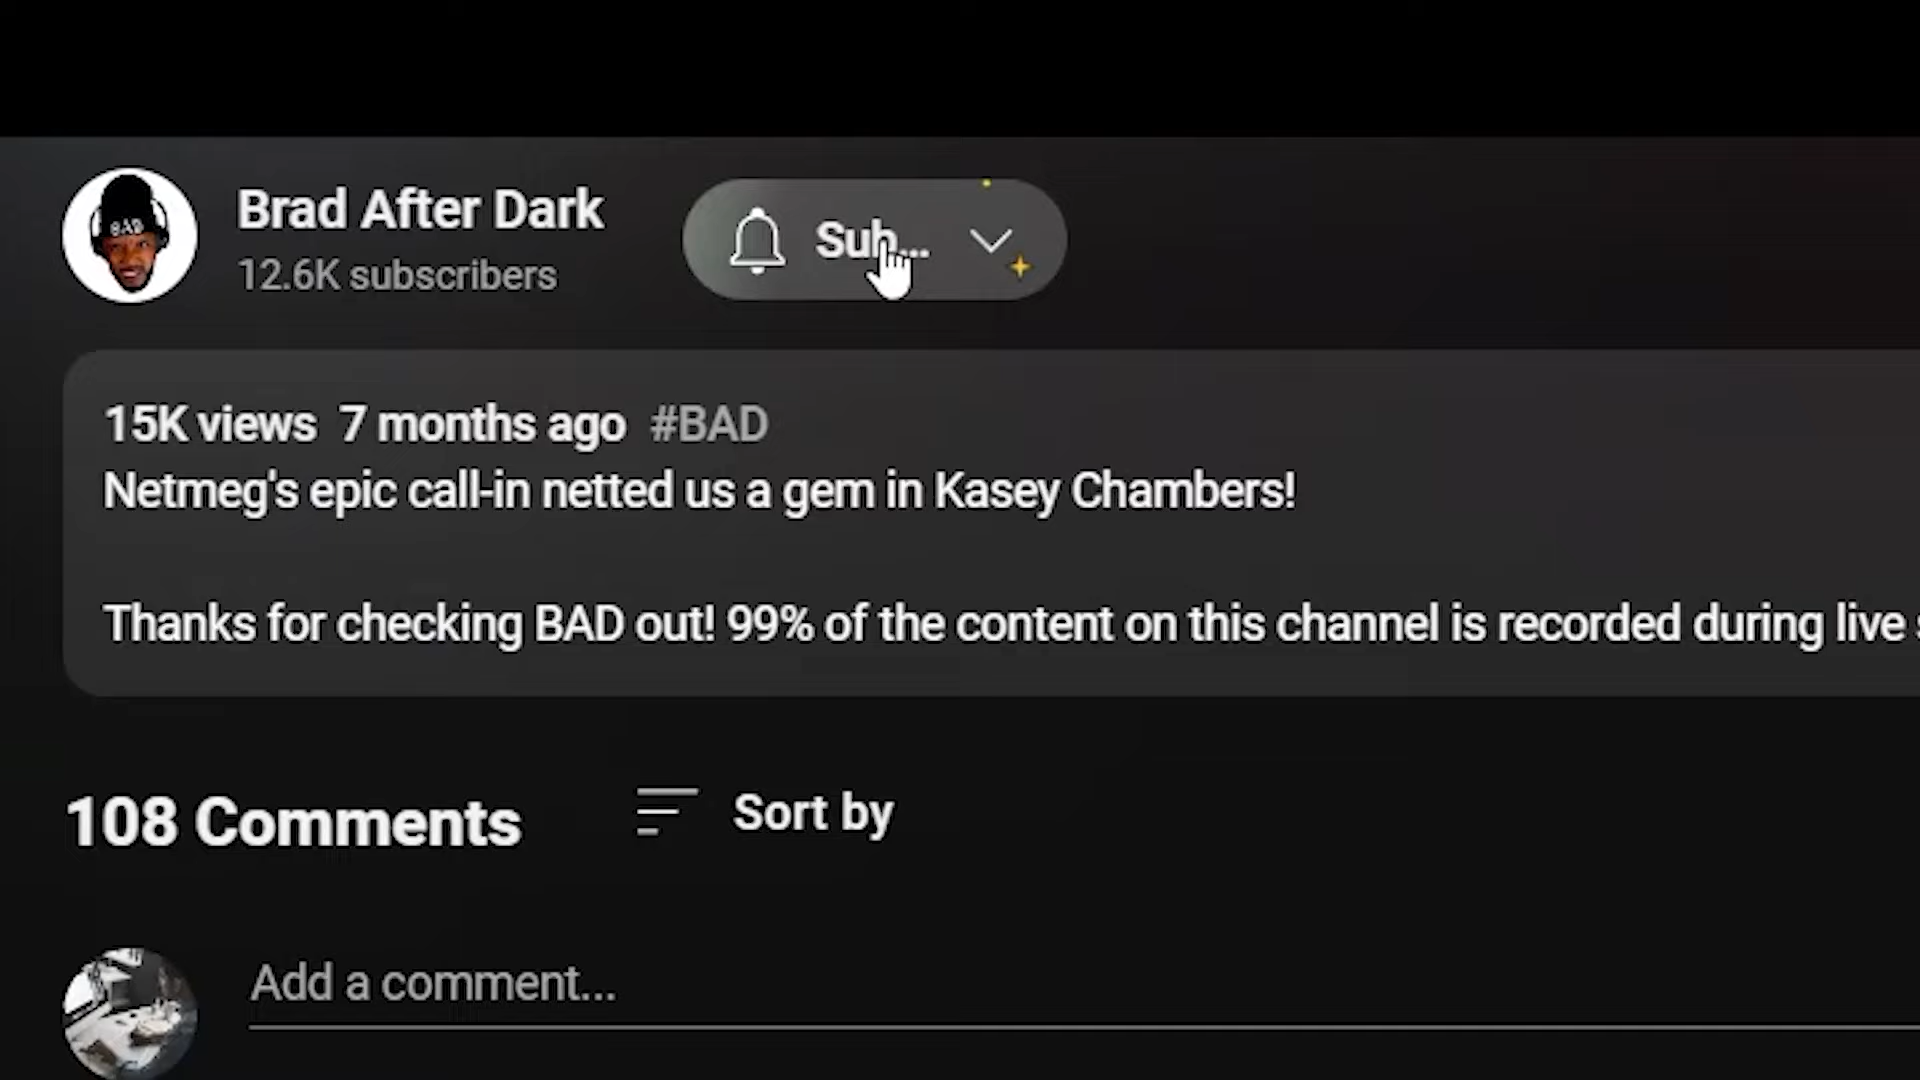 BAD
Brad After Dark
12.6K subscribers
Sub...
15K views 7 months ago #BAD
Netmeg's epic call-in netted us a gem in Kasey Chambers!
Thanks for checking BAD out! 99% of the content on this channel is recorded during live
108 Comments
Sort by
Add a comment...